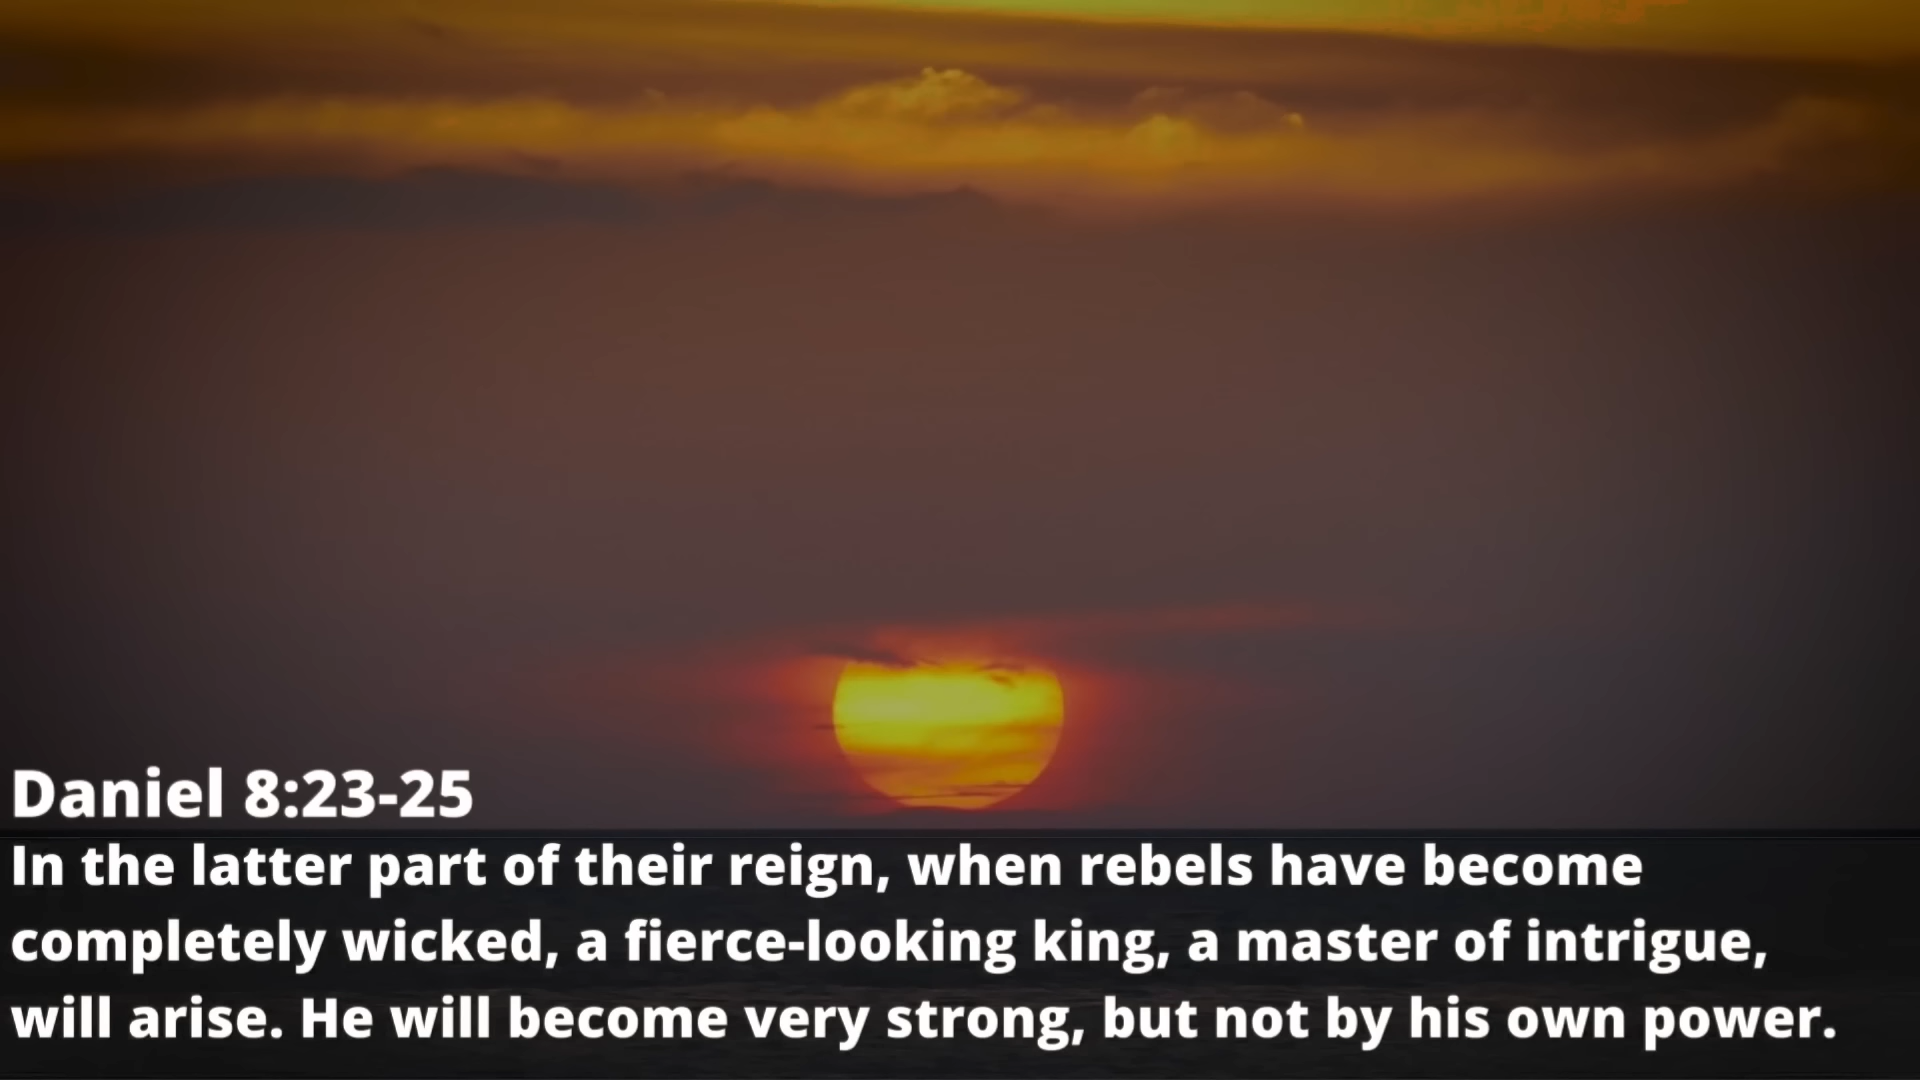 Daniel 8:23-25
In the latter part of their reign, when rebels have become
completely wicked, a fierce-looking king, a master of intrigue,
will arise. He will become very strong, but not by his own power.